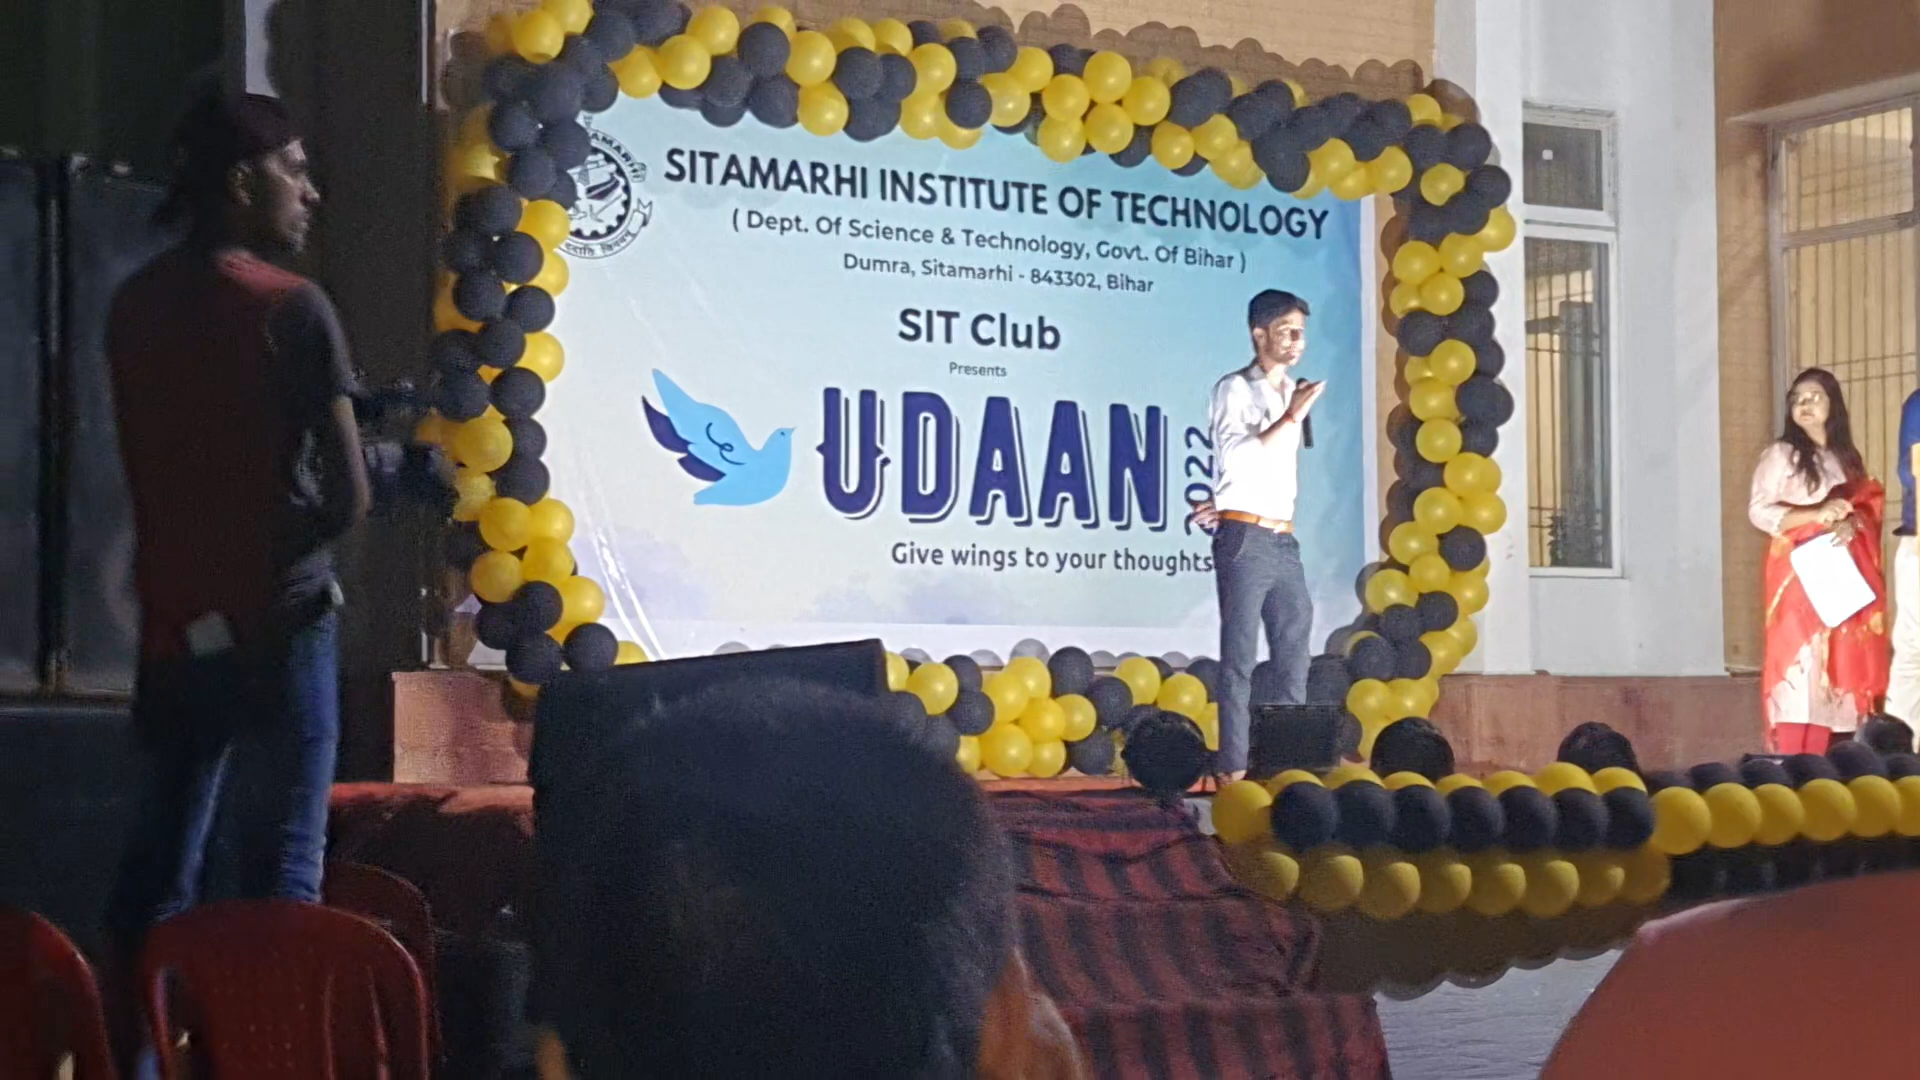 SITAMARHI INSTITUTE OF TECHNOLOGY
( Dept. Of Science & Technology, Govt. Of Bihar )
Dumra, Sitamarhi - 843302, Bihar
SIT Club
Presents
UDAAN 2022
Give wings to your thoughts